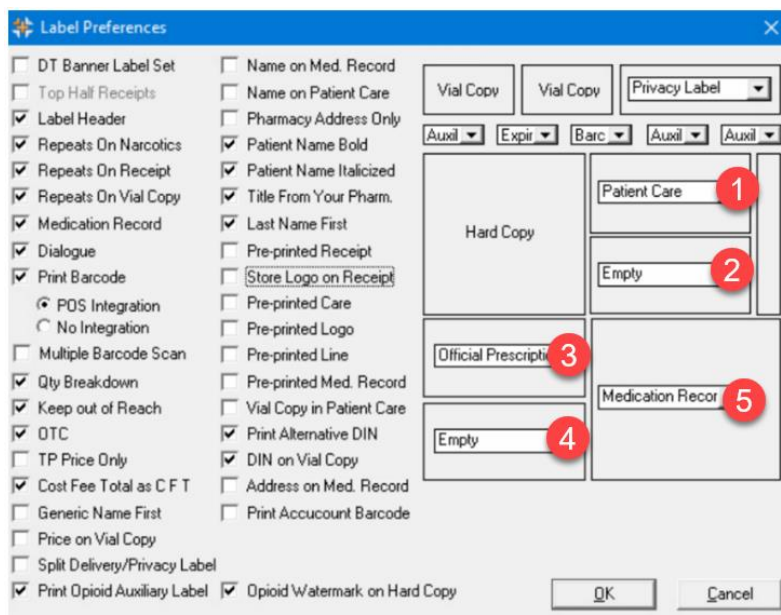 Label Preferences
DT Banner Label Set
Top Half Receipts
Label Header
Repeats On Narcotics
Repeats On Receipt
Repeats On Vial Copy
Medication Record
Dialogue
Print Barcode
POS Integration
No Integration
Multiple Barcode Scan
Qty Breakdown
Keep out of Reach
OTC
TP Price Only
Cost Fee Total as C F T
Generic Name First
Price on Vial Copy
Split Delivery/Privacy Label
Print Opioid Auxiliary Label
Name on Med. Record
Name on Patient Care
Pharmacy Address Only
Patient Name Bold
Patient Name Italicized
Title From Your Pharm.
Last Name First
Pre-printed Receipt
Store Logo on Receipt
Pre-printed Care
Pre-printed Logo
Pre-printed Line
Pre-printed Med. Record
Vial Copy in Patient Care
Print Alternative DIN
DIN on Vial Copy
Address on Med. Record
Print Accucount Barcode
Opioid Watermark on Hard Copy
Vial Copy Vial Copy Privacy Label
Auxil Expir Barc Auxil Auxil
Hard Copy
Patient Care 1
Empty 2
Official Prescriptic 3
Empty 4
Medication Recor 5
OK Cancel